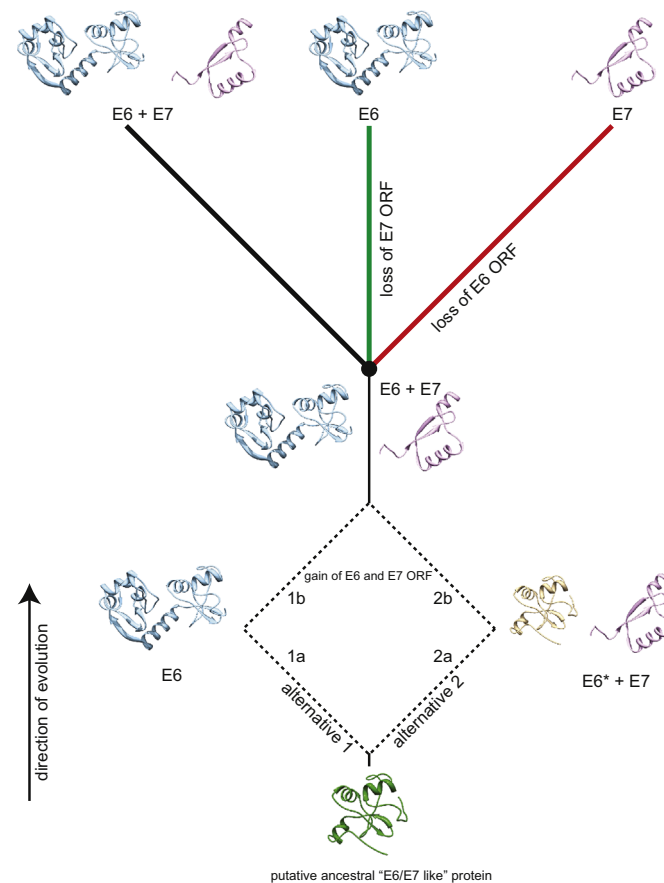 E6 + E7
E6
E7
loss of E7 ORF
loss of E6 ORF
E6 + E7
gain of E6 and E7 ORF
1b
2b
1a
2a
E6
E6* + E7
alternative 1
alternative 2
direction of evolution
putative ancestral “E6/E7 like” protein